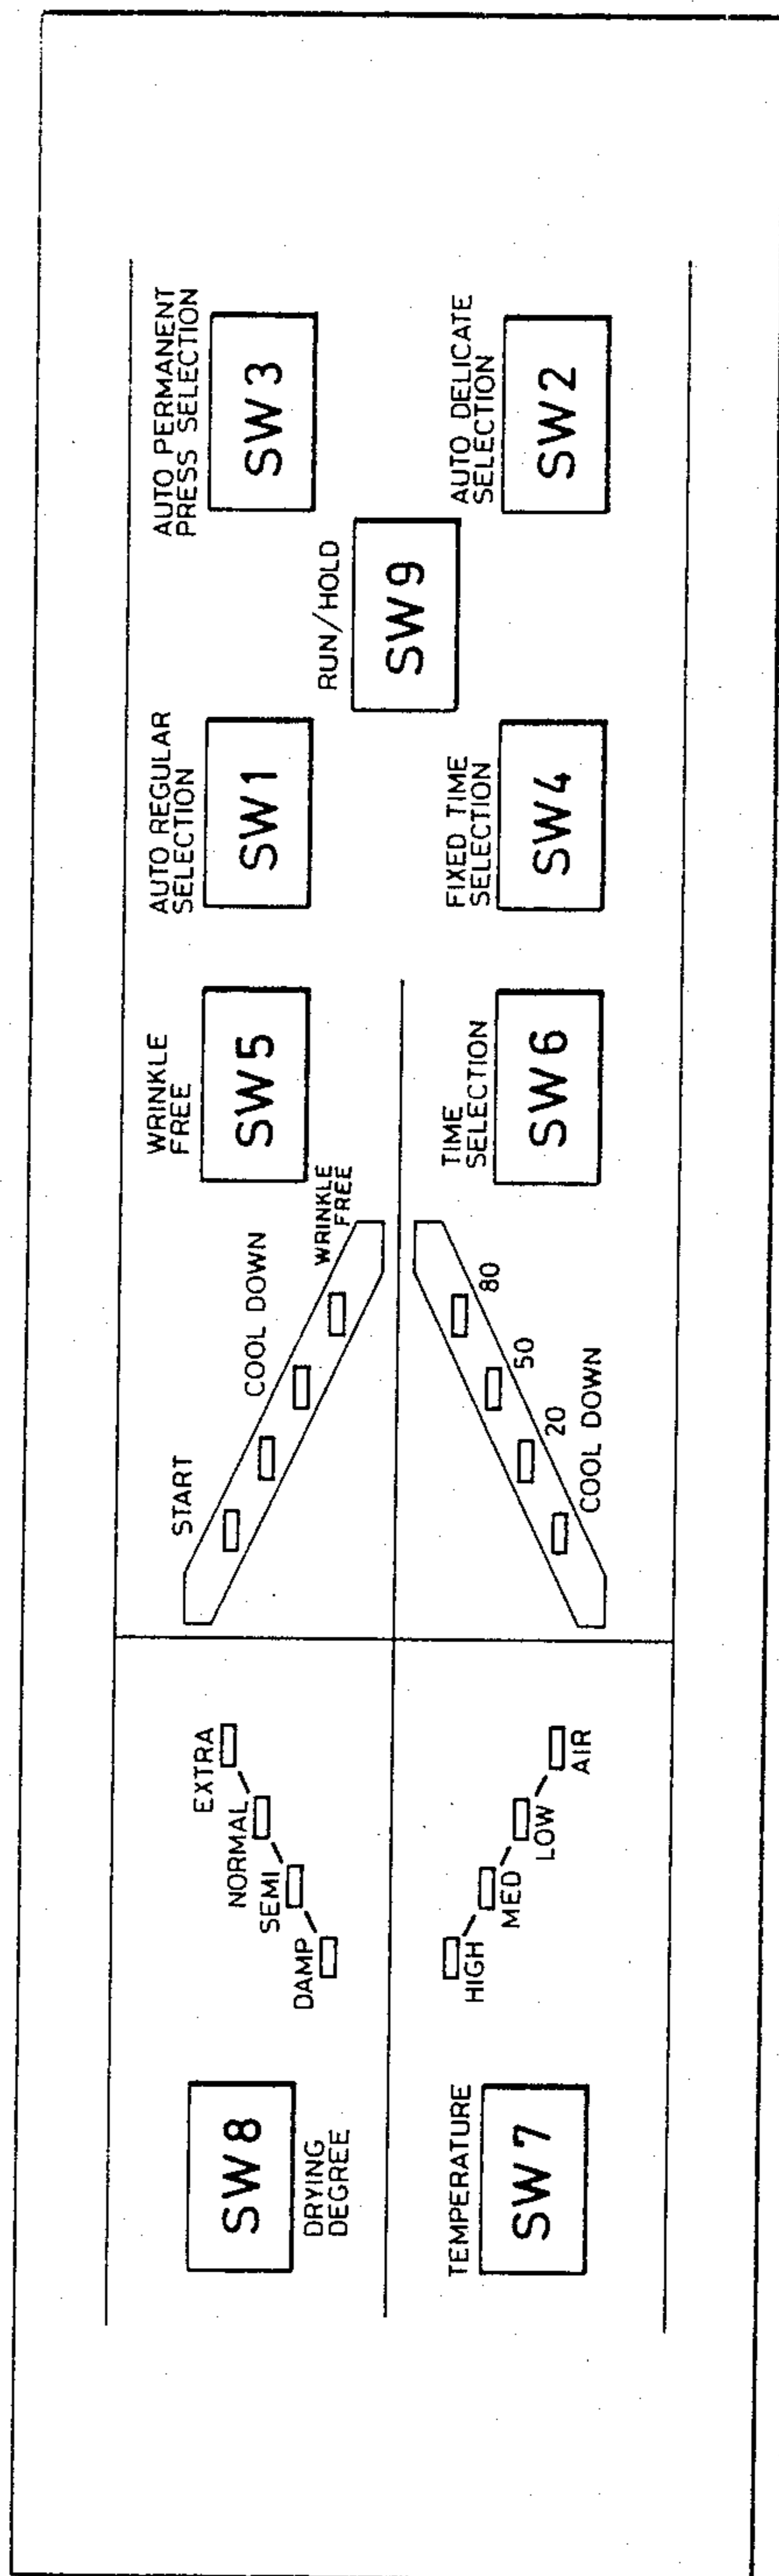 SW8
DRYING
DEGREE
DAMP
SEMI
NORMAL
EXTRA
START
COOL DOWN
WRINKLE
FREE
WRINKLE
FREE
SW5
AUTO REGULAR
SELECTION
SW1
RUN/HOLD
SW9
AUTO PERMANENT
PRESS SELECTION
SW3
TEMPERATURE
SW7
HIGH
MED
LOW
AIR
COOL DOWN
20
50
80
TIME
SELECTION
SW6
FIXED TIME
SELECTION
SW4
AUTO DELICATE
SELECTION
SW2